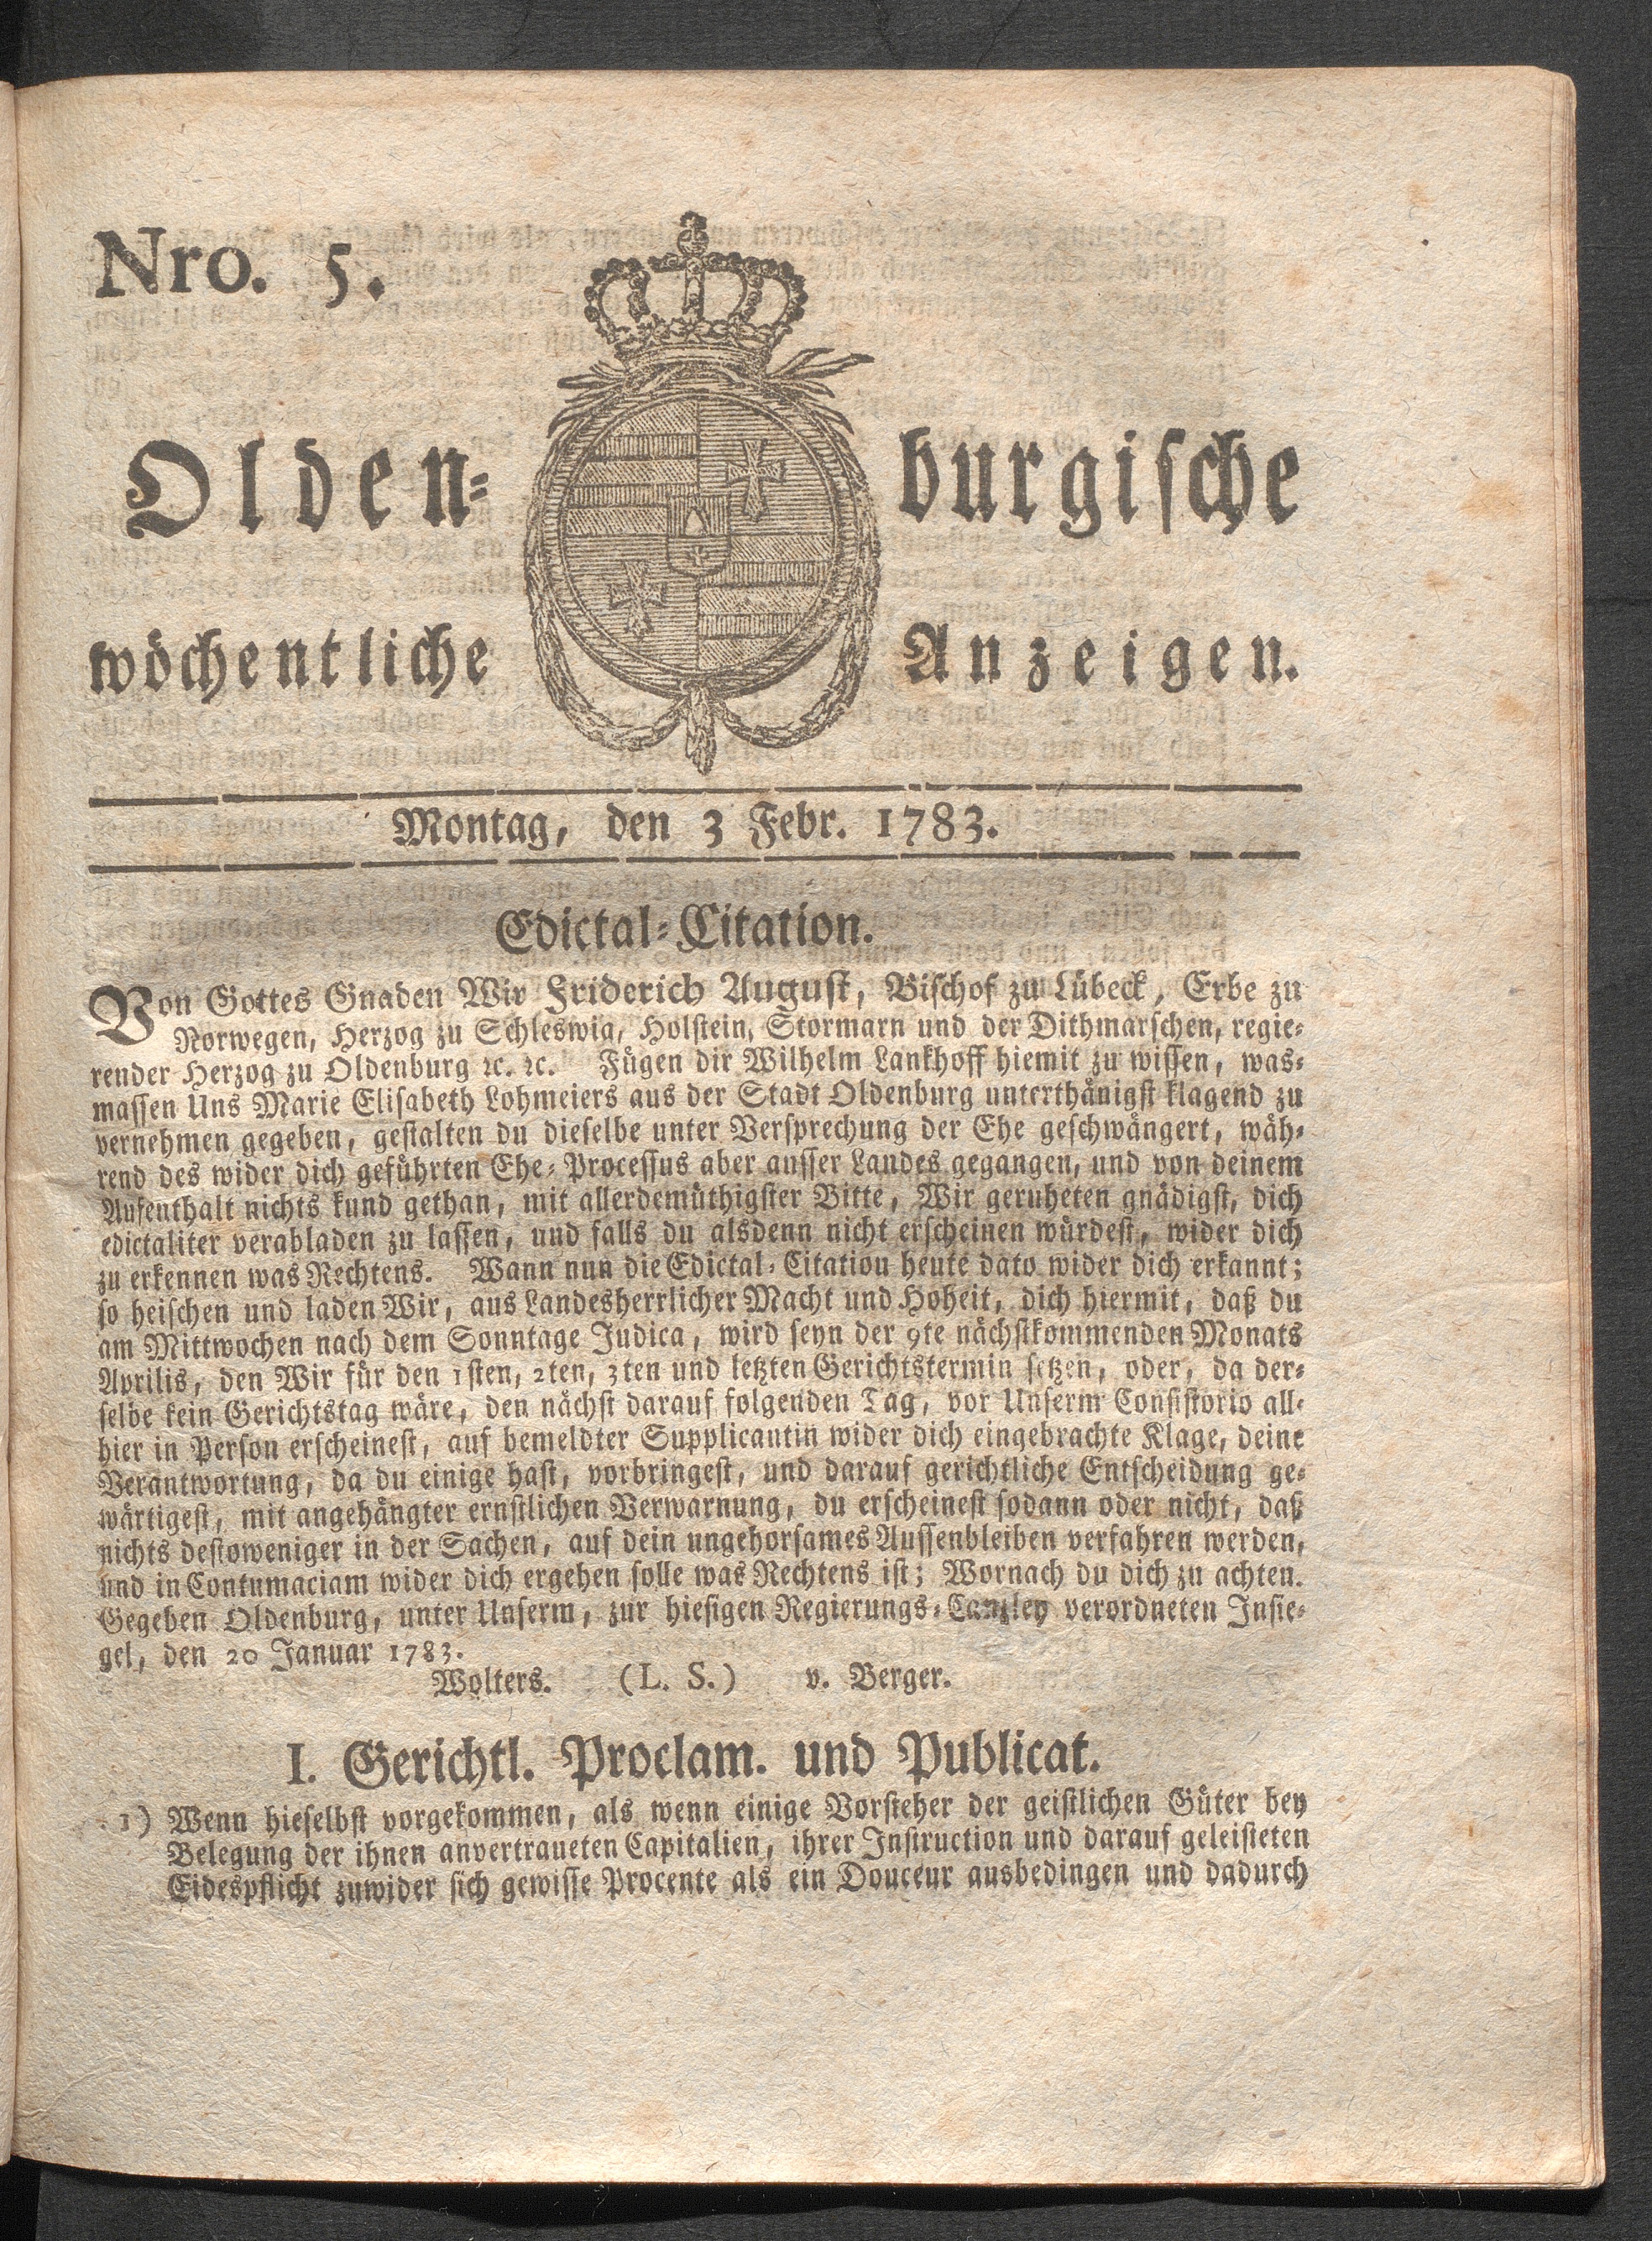 Nro. 5.
Olden-burgische
wöchentliche Anzeigen.
Montag, den 3 Febr. 1783.
Edictal-Citation.
Von Gottes Gnaden Wir Friderich August, Bischof zu Lübeck, Erbe zu
Norwegen, Herzog zu Schleswig, Holstein, Stormarn und der Dithmarschen, regie-
render Herzog zu Oldenburg ꝛc. ꝛc. Fügen dir Wilhelm Lankhoff hiemit zu wissen, was-
massen Uns Marie Elisabeth Lohmeiers aus der Stadt Oldenburg unterthänigst klagend zu
vernehmen gegeben, gestalten du dieselbe unter Versprechung der Ehe geschwängert, wäh-
rend des wider dich geführten Ehe-Processus aber ausser Landes gegangen, und von deinem
Aufenthalt nichts kund gethan, mit allerdemüthigster Bitte, Wir geruheten gnädigst, dich
edictaliter verabladen zu lassen, und falls du alsdenn nicht erscheinen würdest, wider dich
zu erkennen was Rechtens. Wann nun die Edictal-Citation heute dato wider dich erkannt;
so heischen und laden Wir, aus Landesherrlicher Macht und Hoheit, dich hiermit, daß du
am Mittwochen nach dem Sonntage Judica, wird seyn der 9te nächstkommenden Monats
Aprilis, den Wir für den 1sten, 2ten, 3ten und letzten Gerichtstermin setzen, oder, da der-
selbe kein Gerichtstag wäre, den nächst darauf folgenden Tag, vor Unserm Consistorio all-
hier in Person erscheinest, auf bemeldter Supplicantin wider dich eingebrachte Klage, deine
Verantwortung, da du einige hast, vorbringest, und darauf gerichtliche Entscheidung ge-
wärtigest, mit angehängter ernstlichen Verwarnung, du erscheinest sodann oder nicht, daß
nichts destoweniger in der Sachen, auf dein ungehorsames Aussenbleiben verfahren werden,
und in Contumaciam wider dich ergehen solle was Rechtens ist; Wornach du dich zu achten.
Gegeben Oldenburg, unter Unserm, zur hiesigen Regierungs-Canzley verordneten Insie-
gel, den 20 Januar 1783.
Wolters. (L. S.) v. Berger.
I. Gerichtl. Proclam. und Publicat.
1) Wenn hieselbst vorgekommen, als wenn einige Vorsteher der geistlichen Güter bey
Belegung der ihnen anvertraueten Capitalien, ihrer Instruction und darauf geleisteten
Eidespflicht zuwider sich gewisse Procente als ein Douceur ausbedingen und dadurch